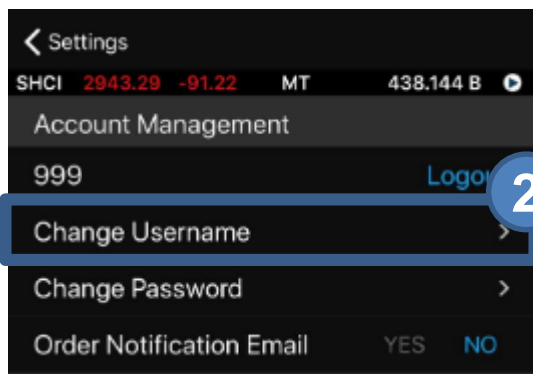 Settings
SHCI 2943.29 -91.22 MT 438.144 B
Account Management
999 Logou
2
Change Username
Change Password
Order Notification Email YES NO